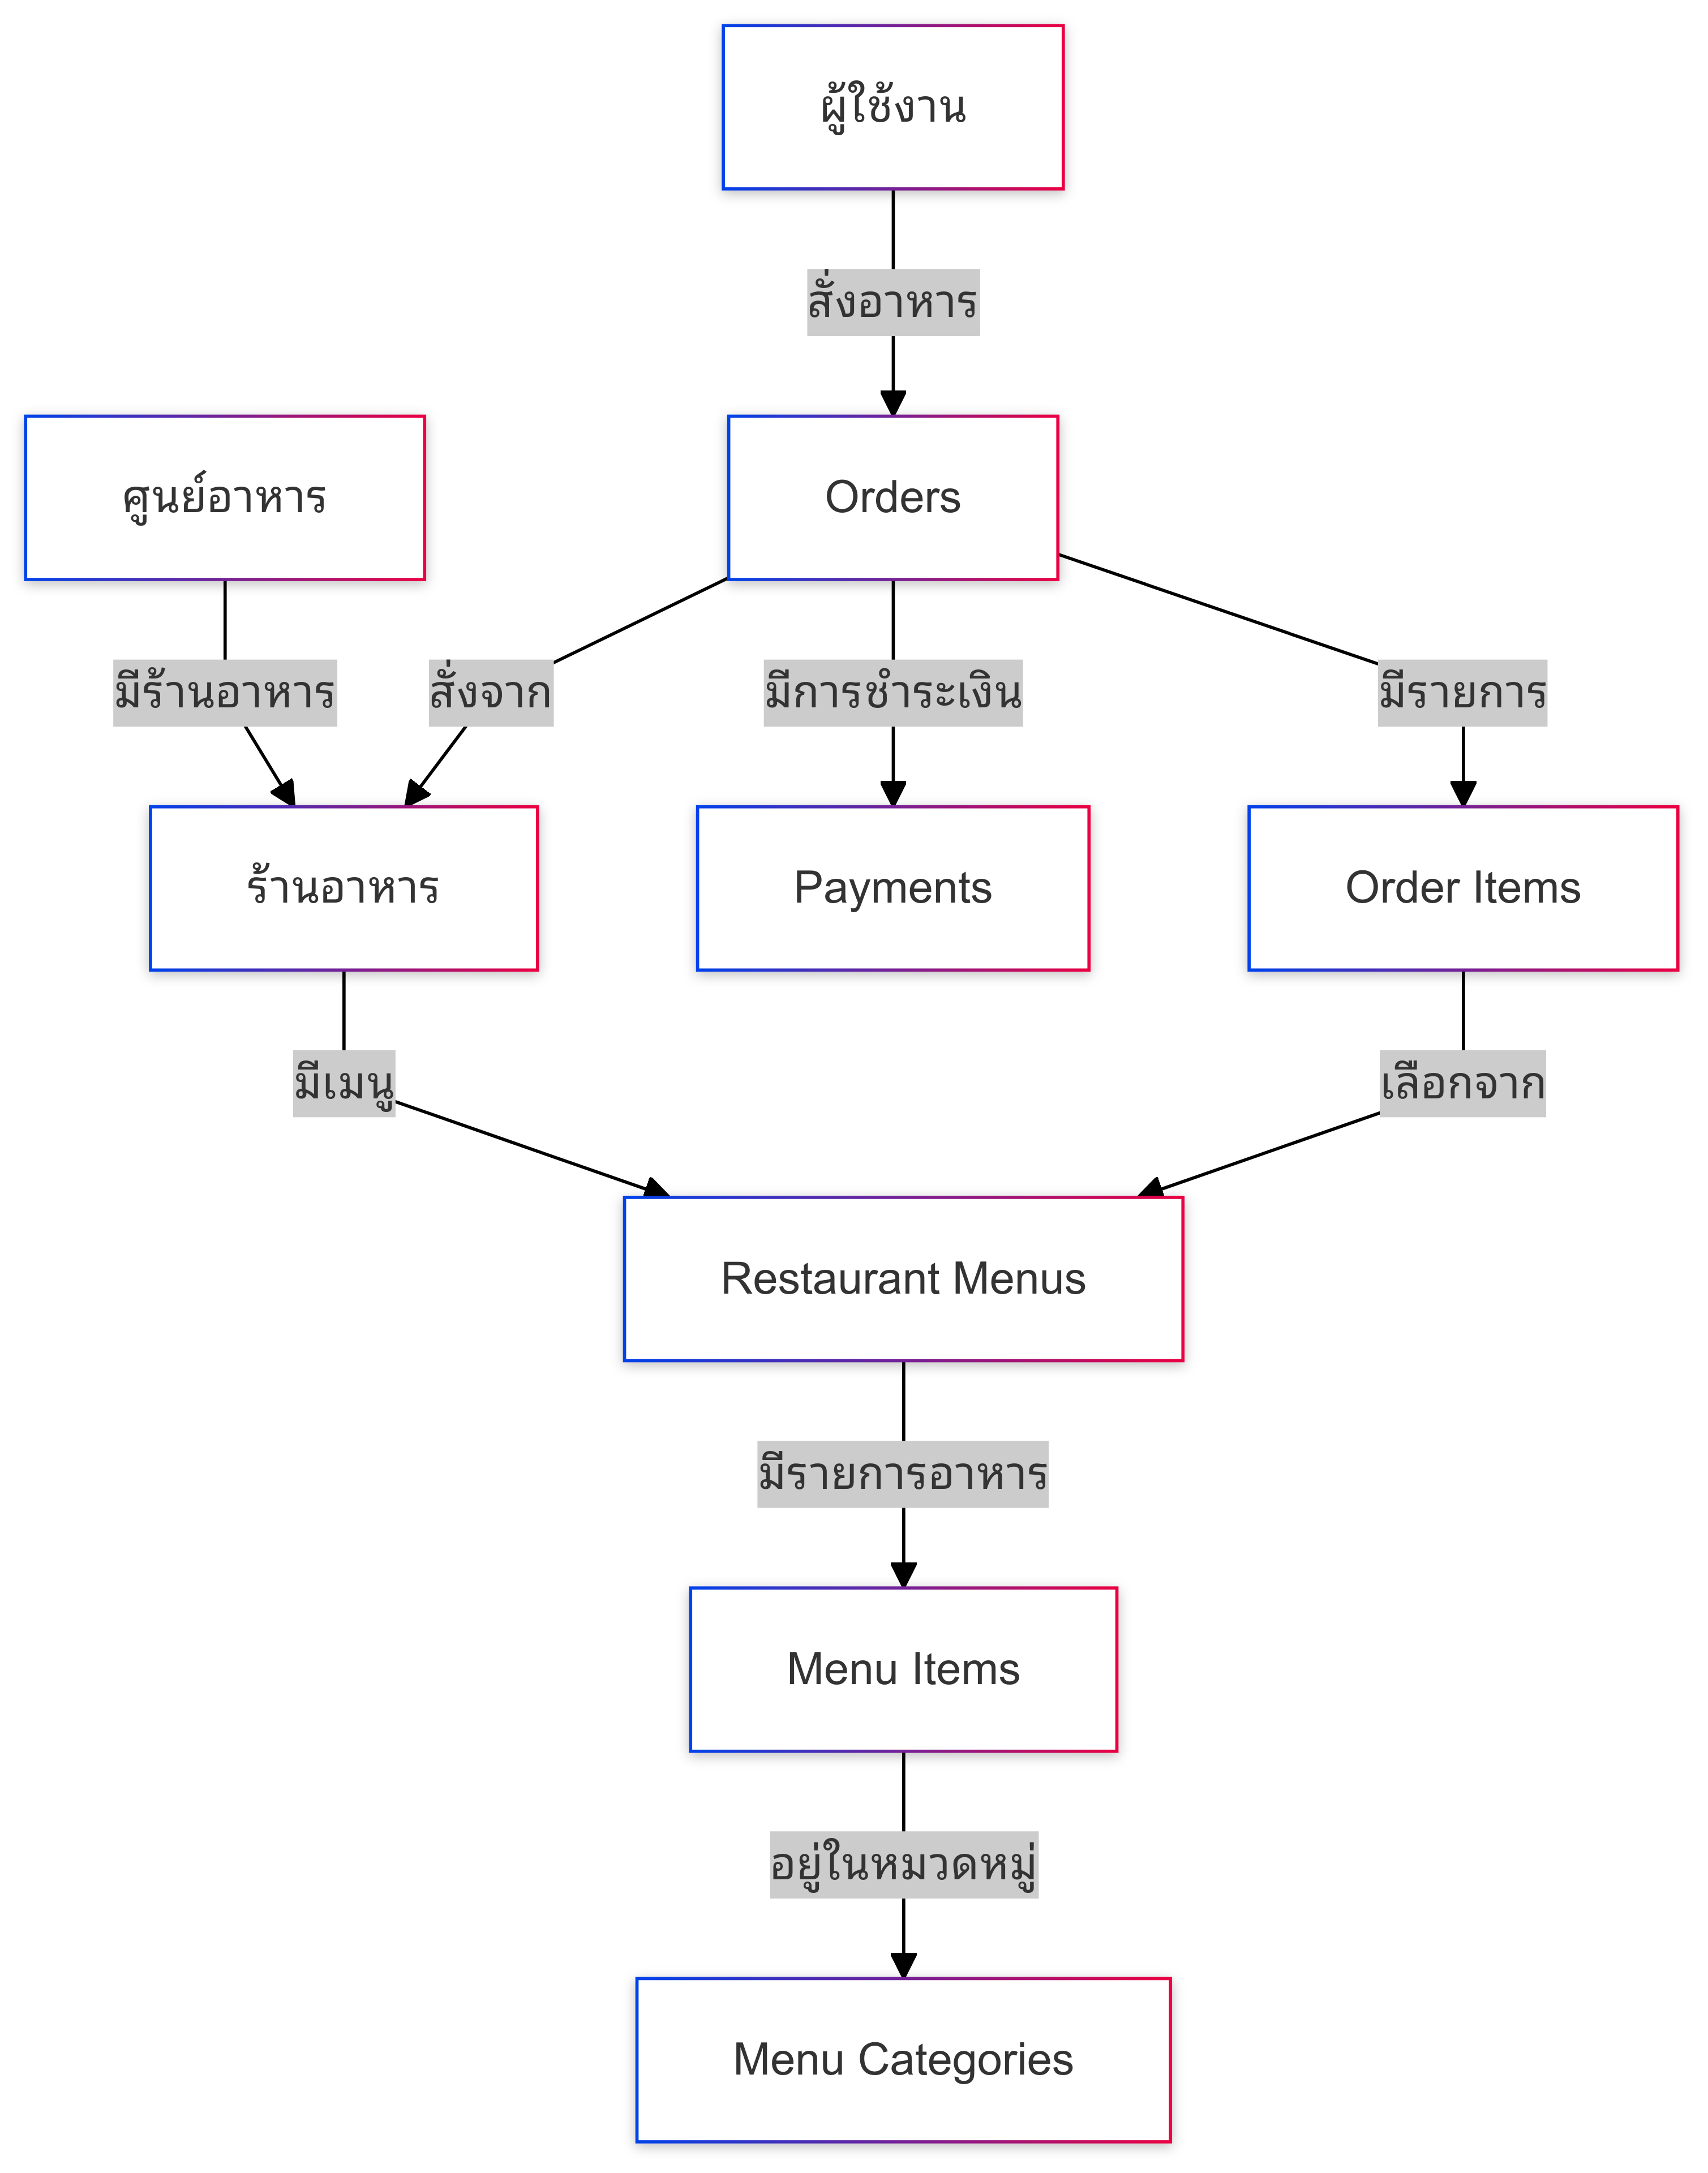 ผู้ใช้งาน
สั่งอาหาร
ศูนย์อาหาร
Orders
มีร้านอาหาร
สั่งจาก
มีการชำระเงิน
มีรายการ
ร้านอาหาร
Payments
Order Items
มีเมนู
เลือกจาก
Restaurant Menus
มีรายการอาหาร
Menu Items
อยู่ในหมวดหมู่
Menu Categories